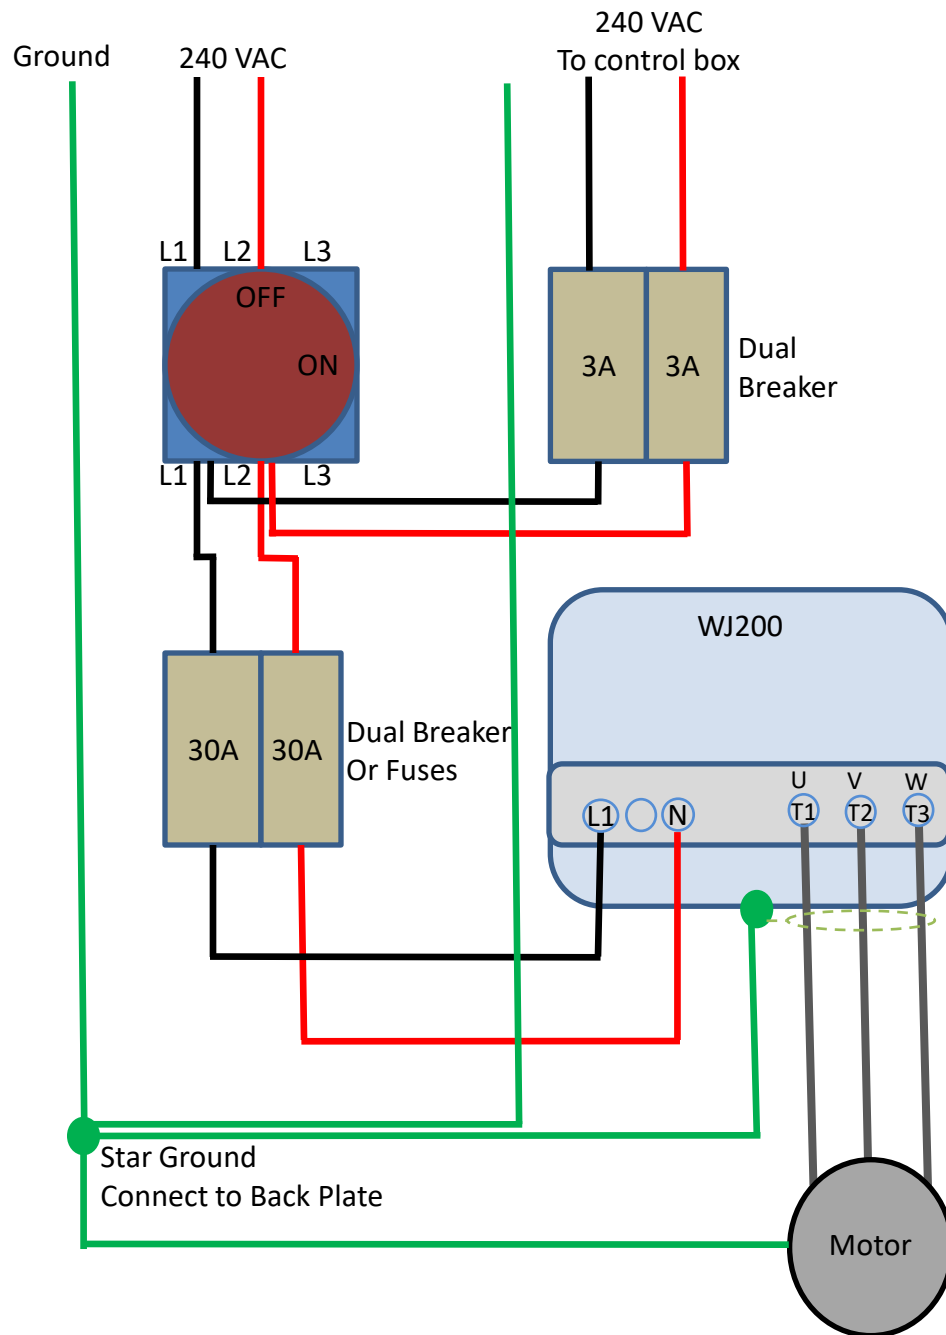 Ground
240 VAC
240 VAC
To control box
L1
L2
L3
OFF
ON
L1
L2
L3
3A
3A
Dual
Breaker
30A
30A
Dual Breaker
Or Fuses
WJ200
U
V
W
L1
N
T1
T2
T3
Star Ground
Connect to Back Plate
Motor